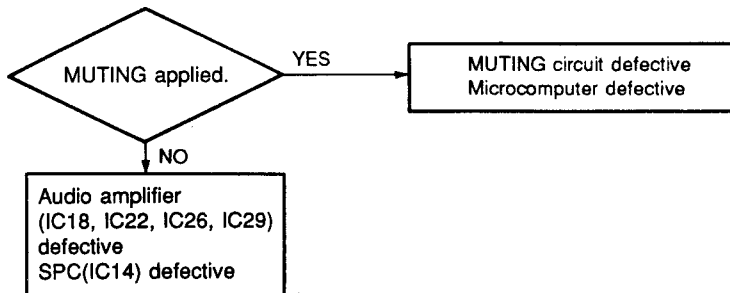 MUTING applied.
YES
MUTING circuit defective
Microcomputer defective
NO
Audio amplifier
(IC18, IC22, IC26, IC29)
defective
SPC(IC14) defective